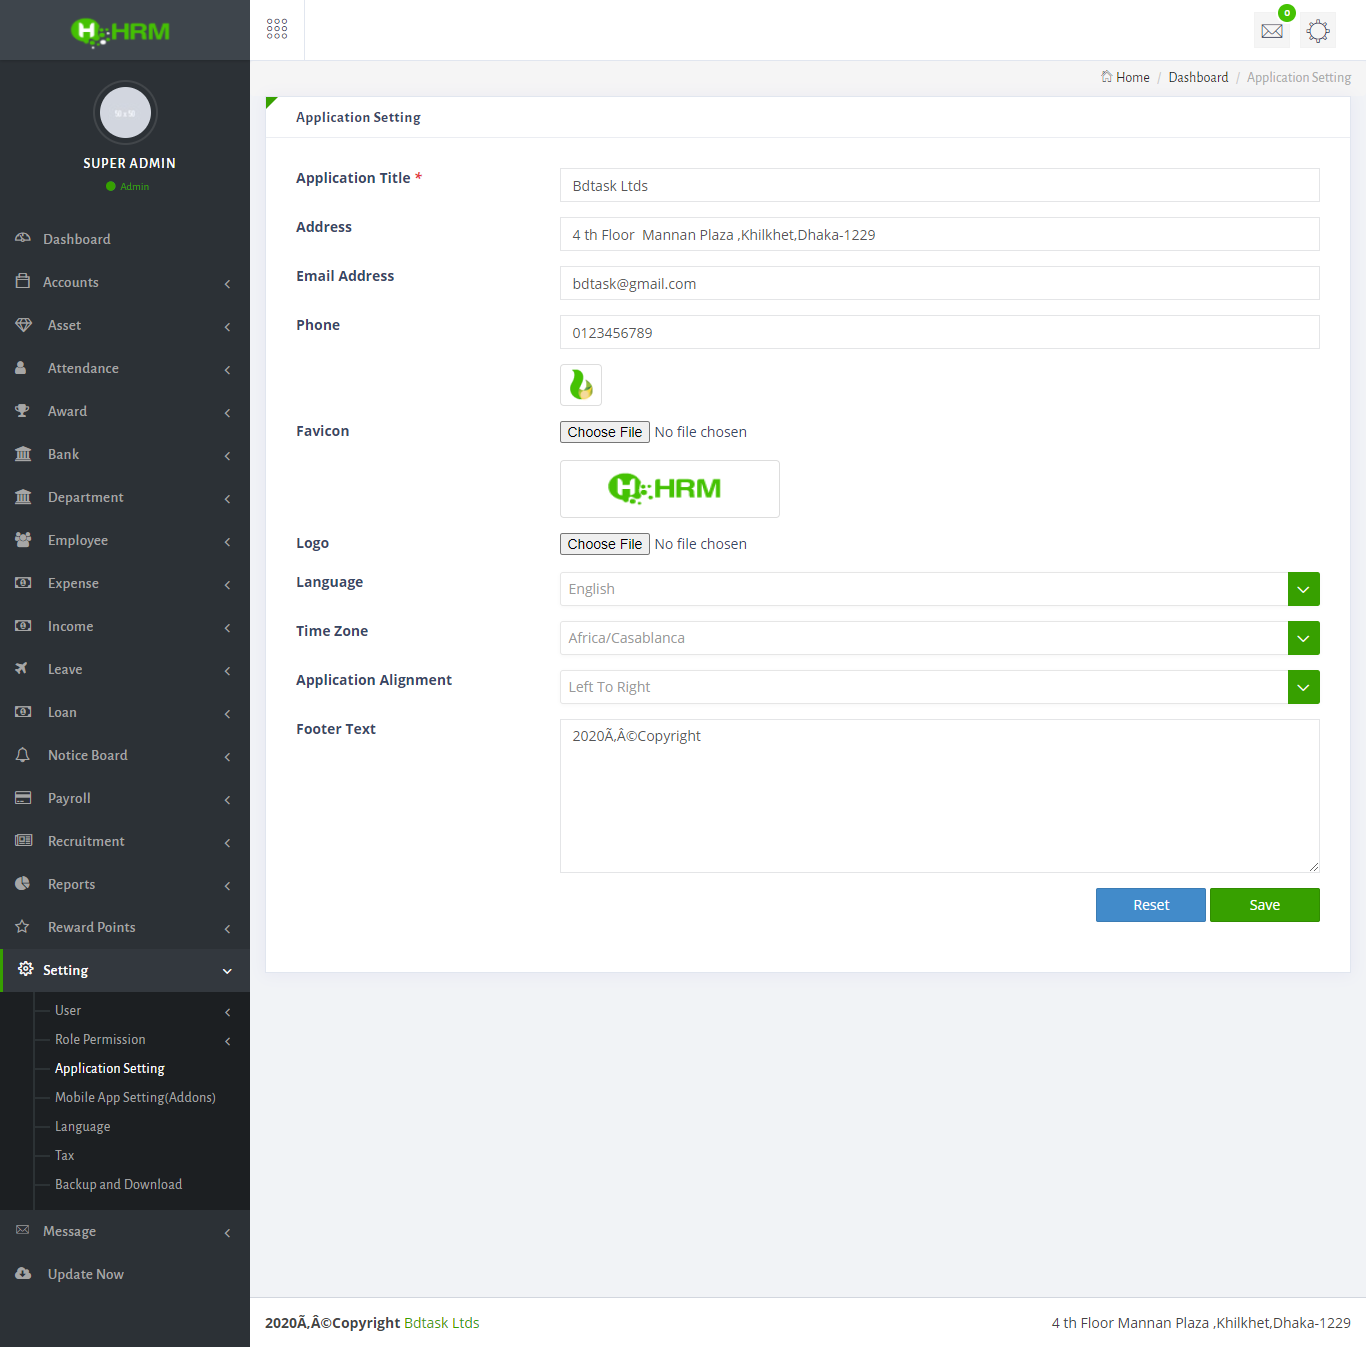 HRM
0
Home / Dashboard / Application Setting
SUPER ADMIN
Admin
Dashboard
Accounts
Asset
Attendance
Award
Bank
Department
Employee
Expense
Income
Leave
Loan
Notice Board
Payroll
Recruitment
Reports
Reward Points
Setting
User
Role Permission
Application Setting
Mobile App Setting(Addons)
Language
Tax
Backup and Download
Message
Update Now
Application Setting
Application Title *
Bdtask Ltds
Address
4 th Floor  Mannan Plaza ,Khilkhet,Dhaka-1229
Email Address
bdtask@gmail.com
Phone
0123456789
Favicon
Choose File No file chosen
HRM
Logo
Choose File No file chosen
Language
English
Time Zone
Africa/Casablanca
Application Alignment
Left To Right
Footer Text
2020Ã‚Â©Copyright
Reset
Save
2020Ã‚Â©Copyright Bdtask Ltds
4 th Floor Mannan Plaza ,Khilkhet,Dhaka-1229